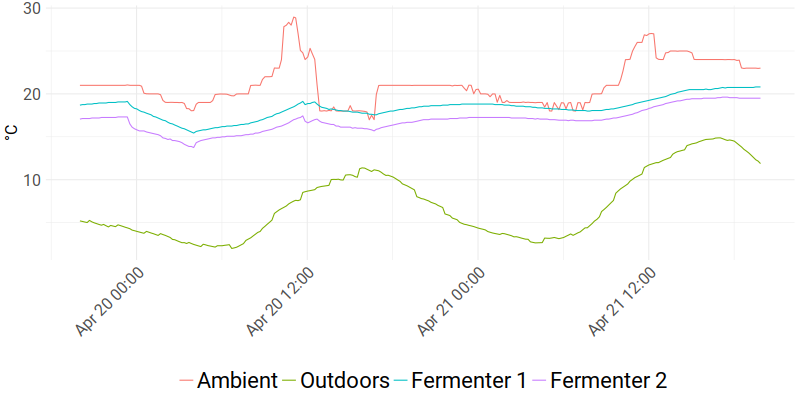 30
20
10
°C
Apr 20 00:00
Apr 20 12:00
Apr 21 00:00
Apr 21 12:00
Ambient Outdoors Fermenter 1 Fermenter 2